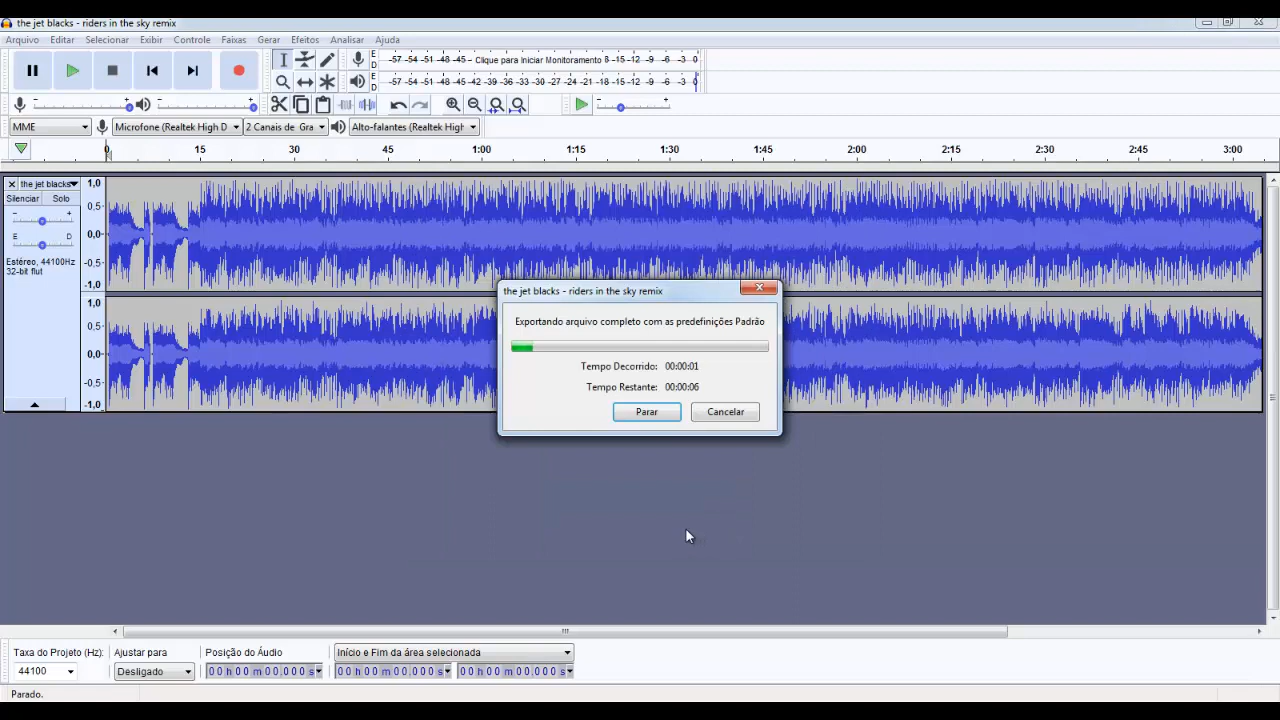 the jet blacks - riders in the sky remix
Arquivo Editar Selecionar Exibir Controle Faixas Gerar Efeitos Analisar Ajuda
E D -57 -54 -51 -48 -45 - Clique para Iniciar Monitoramento 8 -15 -12 -9 -6 -3 0
E D -57 -54 -51 -48 -45 -42 -39 -36 -33 -30 -27 -24 -21 -18 -15 -12 -9 -6 -3 0
MME Microfone (Realtek High D 2 Canais de Gra Alto-falantes (Realtek High
0 15 30 45 1:00 1:15 1:30 1:45 2:00 2:15 2:30 2:45 3:00
the jet blacks
Silenciar Solo
- +
E D
Estéreo, 44100Hz
32-bit flut
1,0
0,5
0,0
-0,5
-1,0
1,0
0,5
0,0
-0,5
-1,0
the jet blacks - riders in the sky remix
Exportando arquivo completo com as predefinições Padrão
Tempo Decorrido: 00:00:01
Tempo Restante: 00:00:06
Parar Cancelar
Taxa do Projeto (Hz): Ajustar para Posição do Áudio Início e Fim da área selecionada
44100 Desligado 00 h 00 m 00,000 s 00 h 00 m 00,000 s 00 h 00 m 00,000 s
Parado.